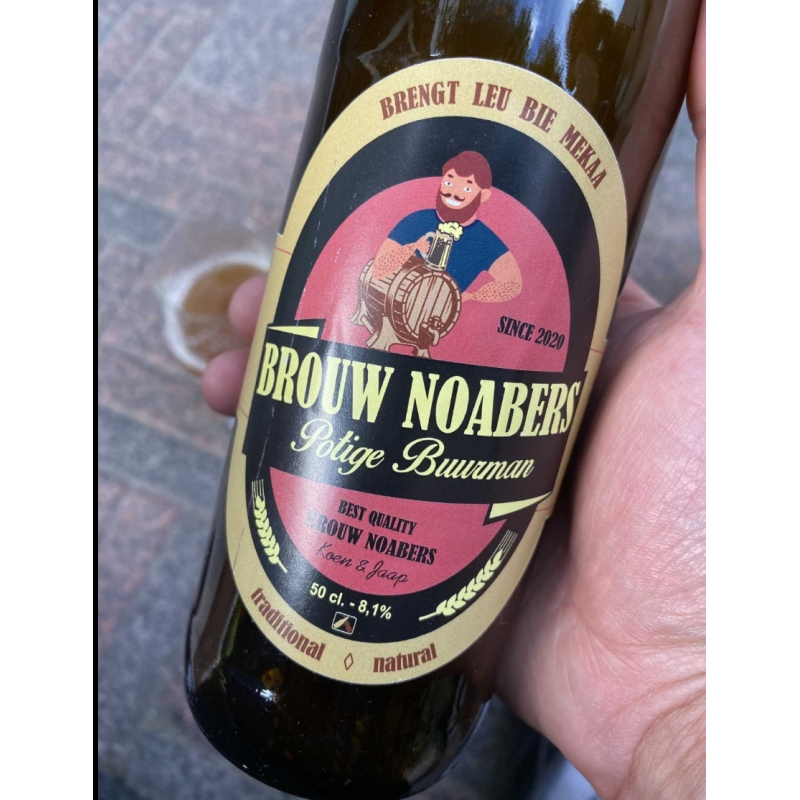 BRENGT LEU BIE MEKAA
SINCE 2020
BROUW NOABERS
Potige Buurman
BEST QUALITY
BROUW NOABERS
Koen & Jaap
50 cl. - 8,1%
traditional ◊ natural